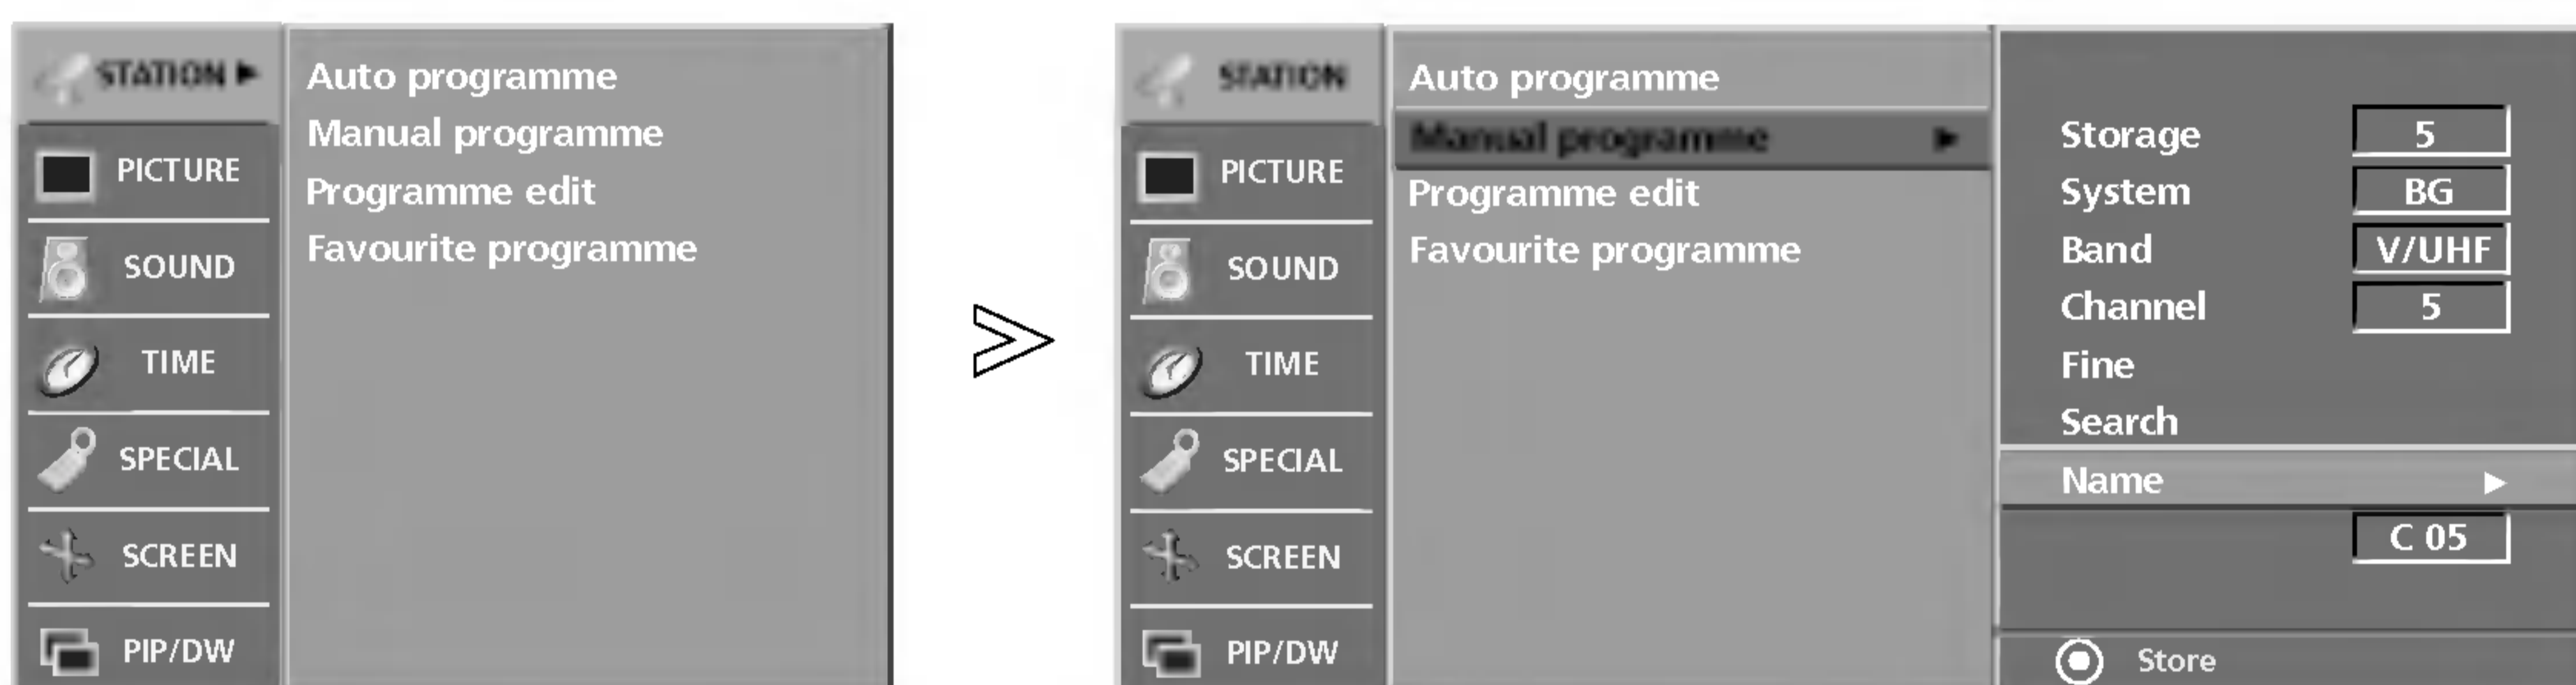 STATION ►
PICTURE
SOUND
TIME
SPECIAL
SCREEN
PIP/DW
Auto programme
Manual programme
Programme edit
Favourite programme
STATION
PICTURE
SOUND
TIME
SPECIAL
SCREEN
PIP/DW
Auto programme
Manual programme ►
Programme edit
Favourite programme
Storage 5
System BG
Band V/UHF
Channel 5
Fine
Search
Name ►
C 05
Store